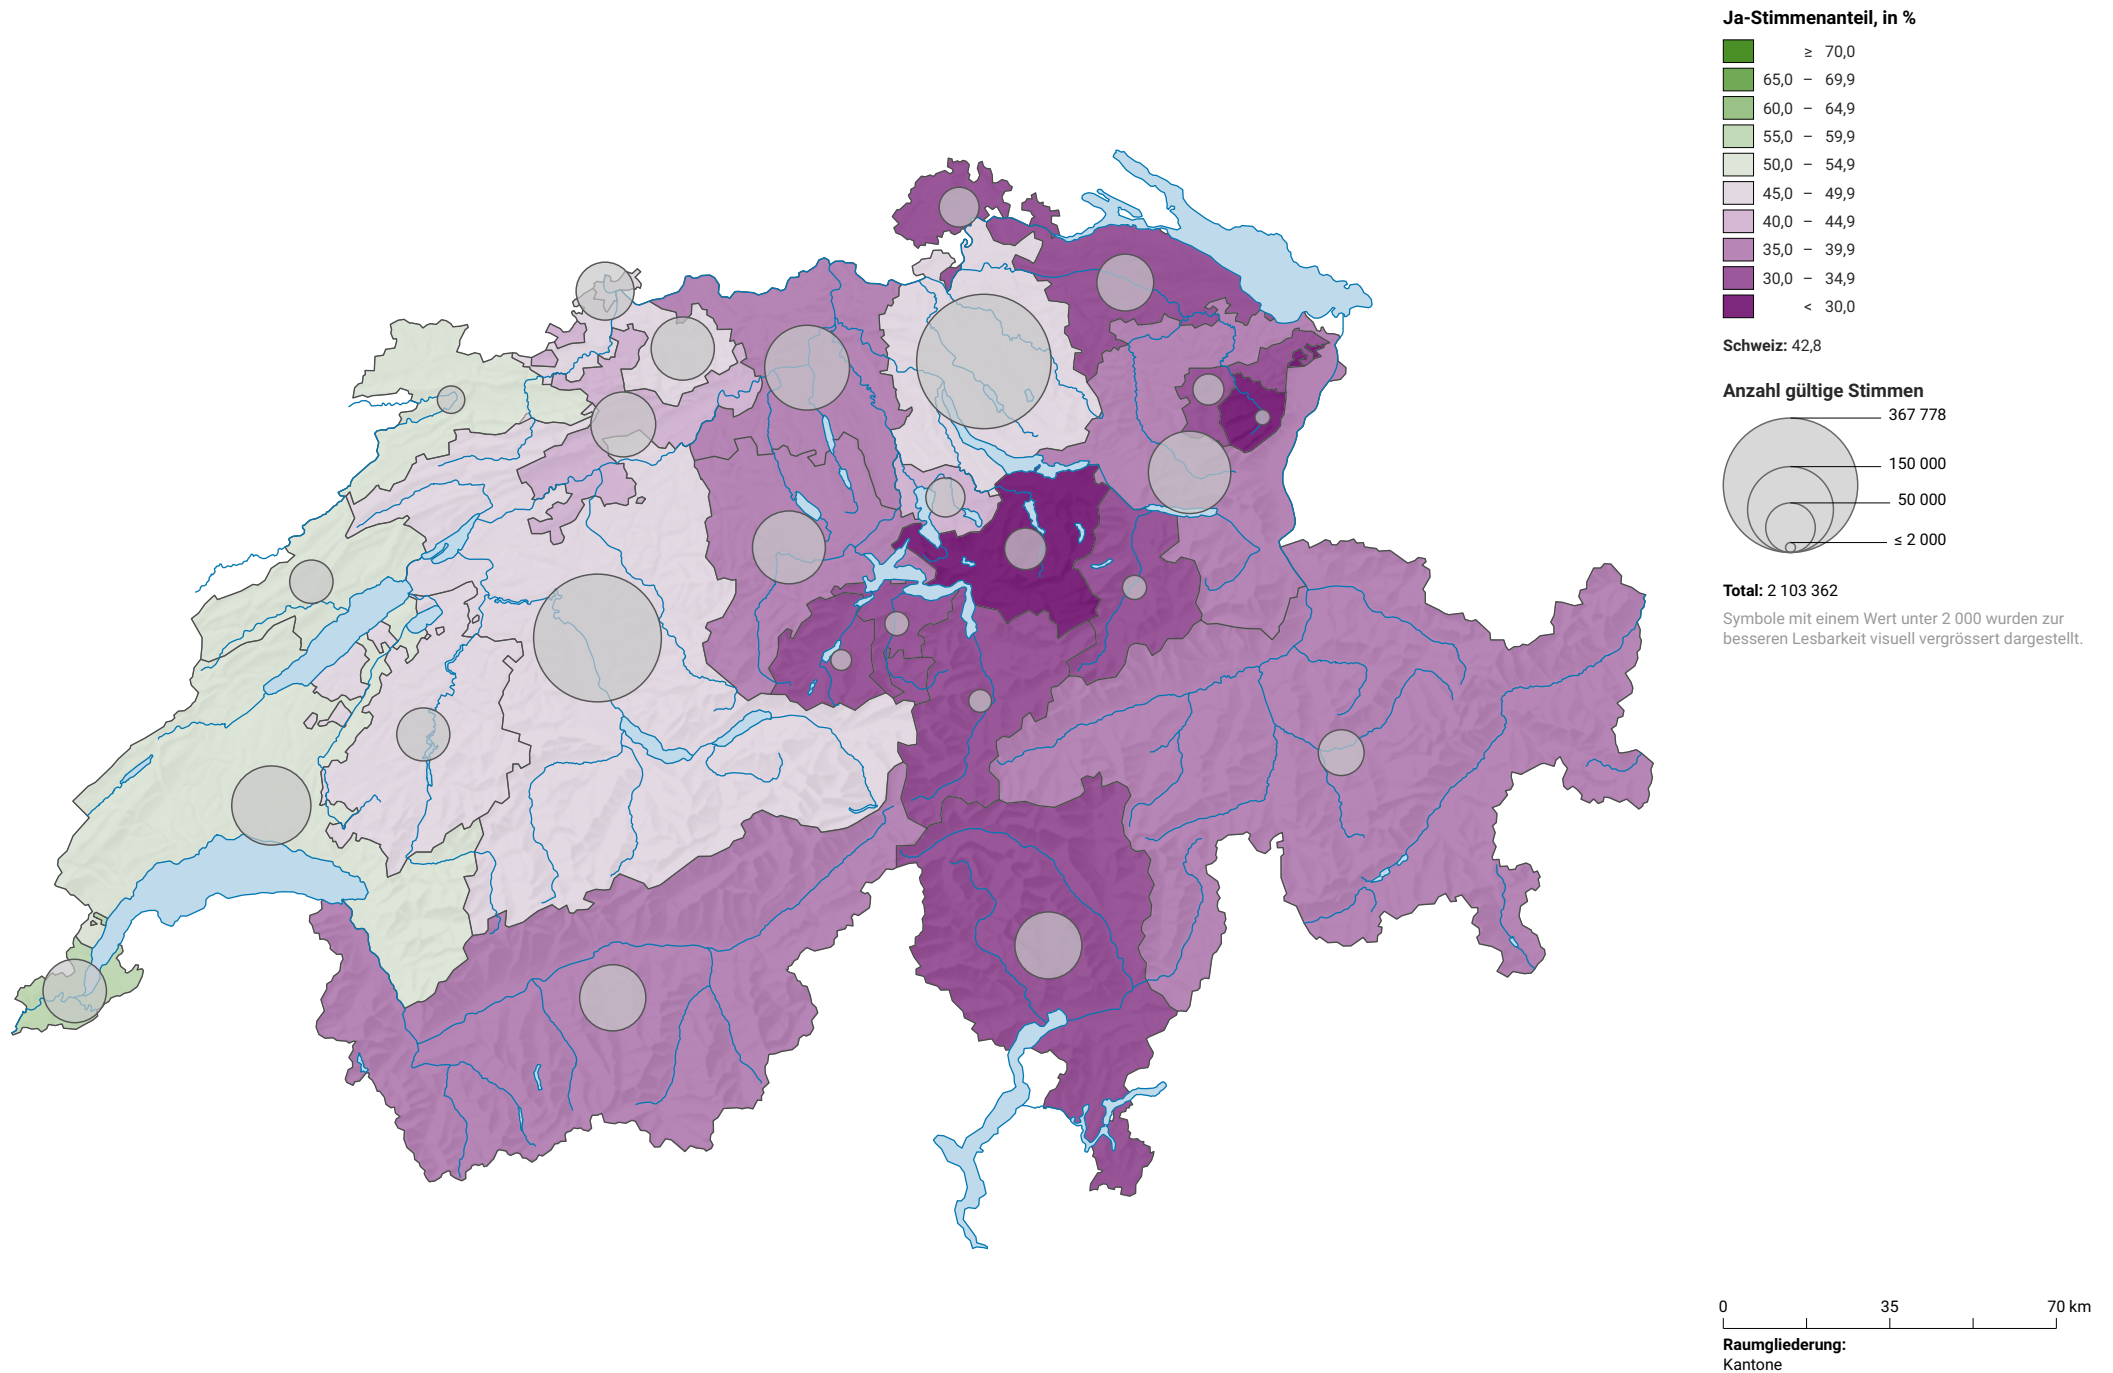 Ja-Stimmenanteil, in %
≥ 70,0
65,0 – 69,9
60,0 – 64,9
55,0 – 59,9
50,0 – 54,9
45,0 – 49,9
40,0 – 44,9
35,0 – 39,9
30,0 – 34,9
< 30,0
Schweiz: 42,8
Anzahl gültige Stimmen
367 778
150 000
50 000
≤ 2 000
Total: 2 103 362
Symbole mit einem Wert unter 2 000 wurden zur
besseren Lesbarkeit visuell vergrössert dargestellt.
0 35 70 km
Raumgliederung:
Kantone